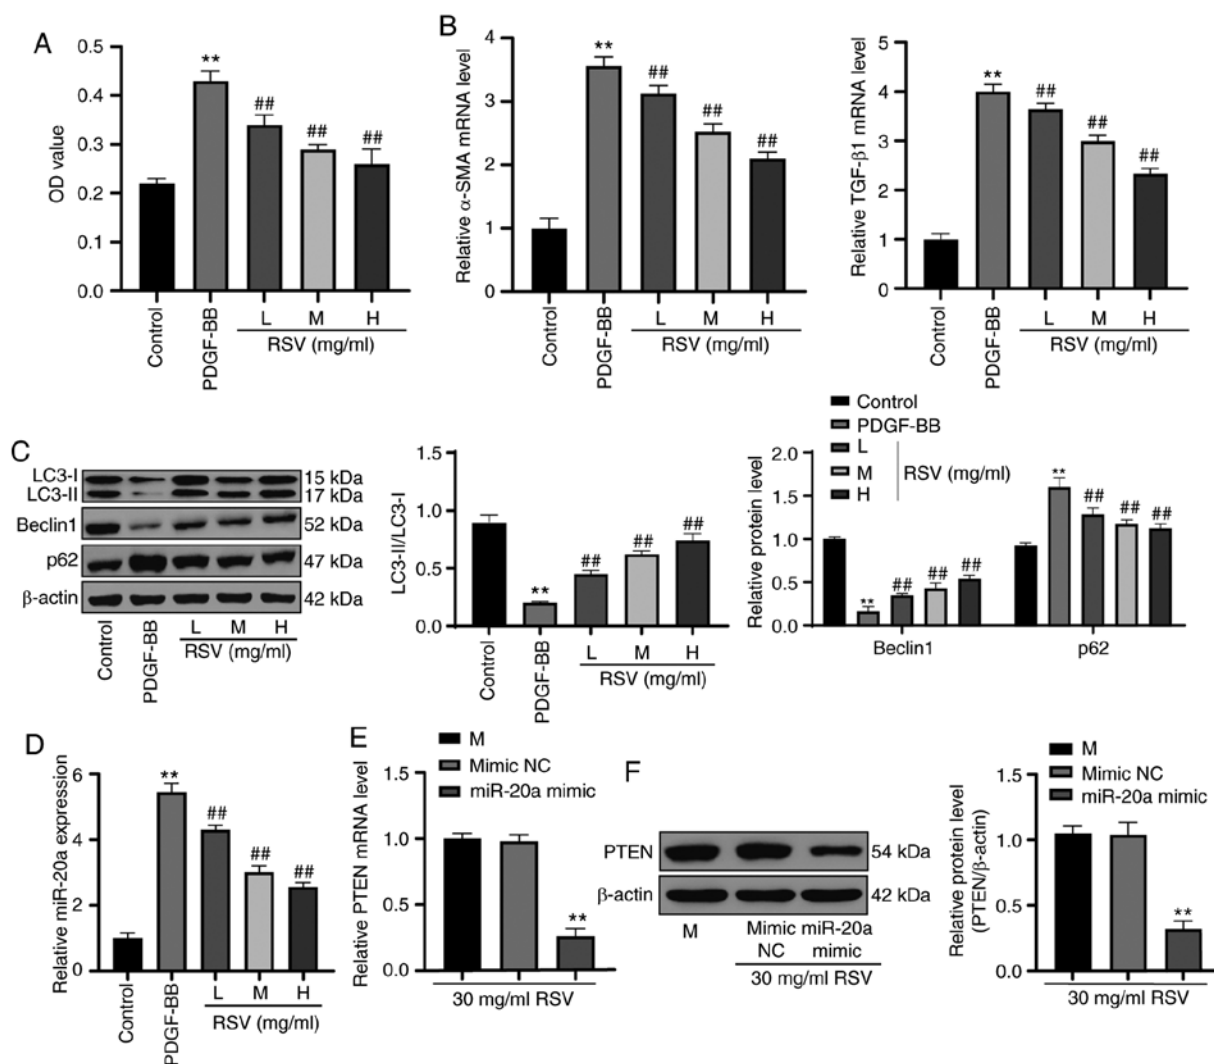 A
OD value
0.5
0.4
0.3
0.2
0.1
0.0
**
##
##
##
Control
PDGF-BB
L M H
RSV (mg/ml)
B
Relative α-SMA mRNA level
4
3
2
1
0
**
##
##
##
Control
PDGF-BB
L M H
RSV (mg/ml)
Relative TGF-β1 mRNA level
5
4
3
2
1
0
**
##
##
##
Control
PDGF-BB
L M H
RSV (mg/ml)
C
LC3-I 15 kDa
LC3-II 17 kDa
Beclin1 52 kDa
p62 47 kDa
β-actin 42 kDa
Control
PDGF-BB
L M H
RSV (mg/ml)
LC3-II/LC3-I
1.5
1.0
0.5
0.0
**
##
##
##
Control
PDGF-BB
L M H
RSV (mg/ml)
Control
PDGF-BB
L
M
H
RSV (mg/ml)
Relative protein level
2.0
1.5
1.0
0.5
0.0
**
##
##
##
**
##
##
##
Beclin1 p62
D
Relative miR-20a expression
6
4
2
0
**
##
##
##
Control
PDGF-BB
L M H
RSV (mg/ml)
E
M
Mimic NC
miR-20a mimic
Relative PTEN mRNA level
1.5
1.0
0.5
0.0
**
30 mg/ml RSV
F
PTEN 54 kDa
β-actin 42 kDa
M Mimic miR-20a
NC mimic
30 mg/ml RSV
M
Mimic NC
miR-20a mimic
Relative protein level
(PTEN/β-actin)
1.5
1.0
0.5
0.0
**
30 mg/ml RSV